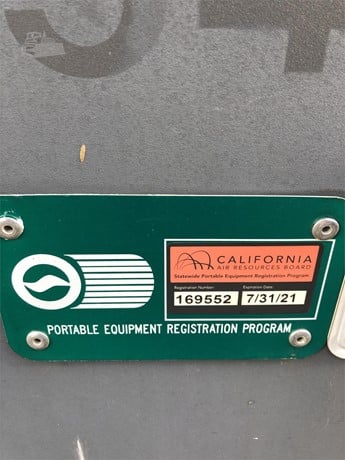 34
CALIFORNIA
AIR RESOURCES BOARD
Statewide Portable Equipment Registration Program
Registration Number: Expiration Date:
169552 7/31/21
PORTABLE EQUIPMENT REGISTRATION PROGRAM